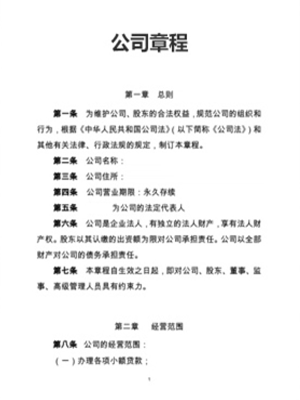 公司章程
第一章 总则
第一条 为维护公司、股东的合法权益，规范公司的组织和
行为，根据《中华人民共和国公司法》（以下简称《公司法》）和
其他有关法律、行政法规的规定，制订本章程。
第二条 公司名称：
第三条 公司住所：
第四条 公司营业期限：永久存续
第五条 为公司的法定代表人
第六条 公司是企业法人，有独立的法人财产，享有法人财
产权。股东以其认缴的出资额为限对公司承担责任。公司以全部
财产对公司的债务承担责任。
第七条 本章程自生效之日起，即对公司、股东、董事、监
事、高级管理人员具有约束力。
第二章 经营范围
第八条 公司的经营范围：
（一）办理各项小额贷款；
1